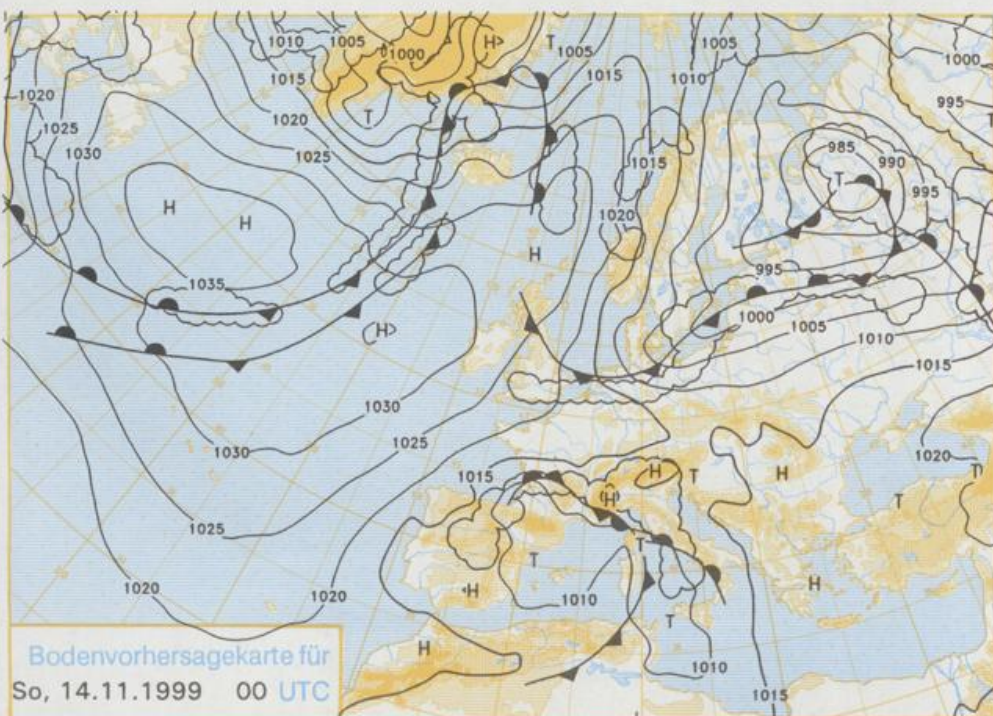 1010 1005 1000 H T 1005 1005 1000
1015 1015 1010
1020 995
1020 T
1025 1025
1030 1015 985 990
T 995
H H 1020
H
995
1035 1000 1005
H 1010
1015
1030
1030 1025
1015 1020
H T H T T
(H)
1025
T T
1020 1020 H 1010 H
T
H 1010
1015
Bodenvorhersagekarte für
So, 14.11.1999 00 UTC